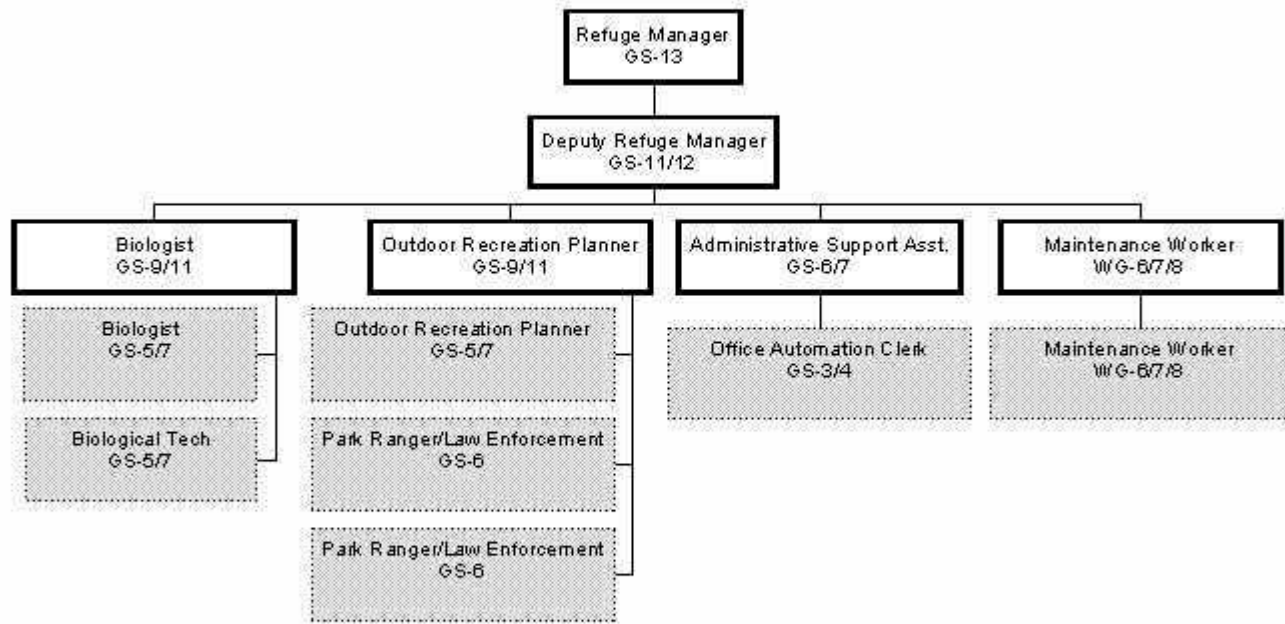 Refuge Manager
GS-13
Deputy Refuge Manager
GS-11/12
Biologist
GS-9/11
Outdoor Recreation Planner
GS-9/11
Administrative Support Asst.
GS-6/7
Maintenance Worker
WG-6/7/8
Biologist
GS-5/7
Outdoor Recreation Planner
GS-5/7
Office Automation Clerk
GS-3/4
Maintenance Worker
WG-6/7/8
Biological Tech
GS-5/7
Park Ranger/Law Enforcement
GS-6
Park Ranger/Law Enforcement
GS-6